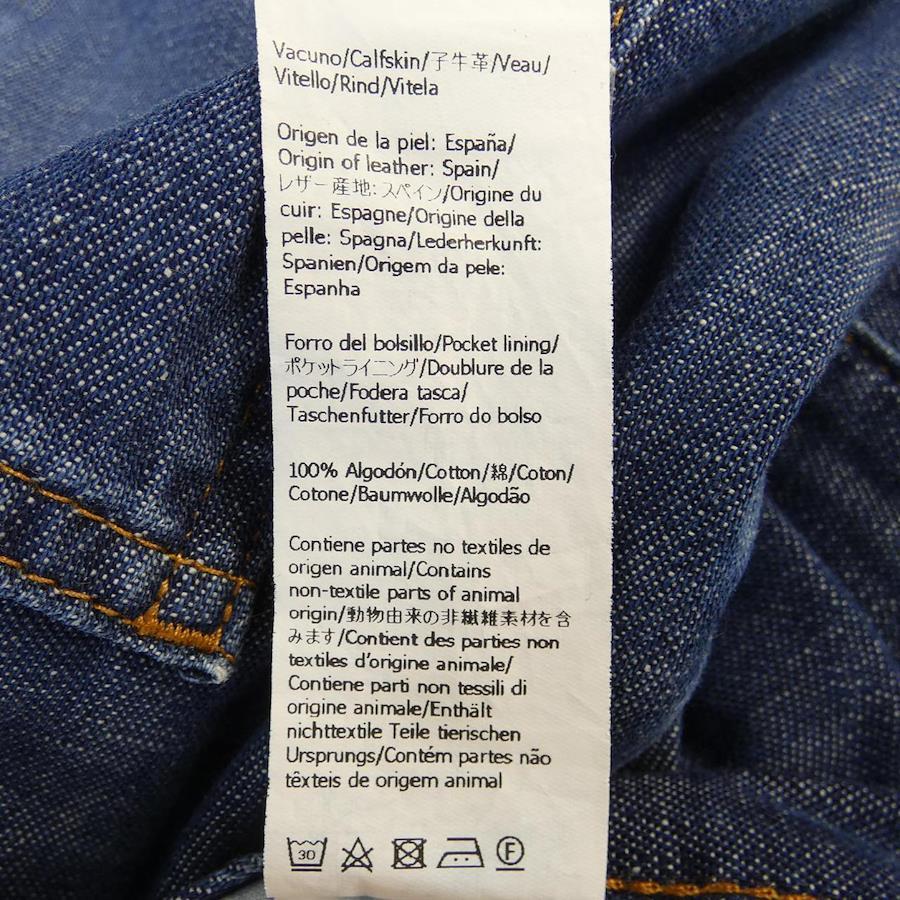 Vacuno/Calfskin/子牛革/Veau/
Vitello/Rind/Vitela
Origen de la piel: España/
Origin of leather: Spain/
レザー産地: スペイン/Origine du
cuir: Espagne/Origine della
pelle: Spagna/Lederherkunft:
Spanien/Origem da pele:
Espanha
Forro del bolsillo/Pocket lining/
ポケットライニング/Doublure de la
poche/Fodera tasca/
Taschenfutter/Forro do bolso
100% Algodón/Cotton/綿/Coton/
Cotone/Baumwolle/Algodão
Contiene partes no textiles de
origen animal/Contains
non-textile parts of animal
origin/動物由来の非繊維素材を含
みます/Contient des parties non
textiles d'origine animale/
Contiene parti non tessili di
origine animale/Enthält
nichttextile Teile tierischen
Ursprungs/Contém partes não
têxteis de origem animal
30 F